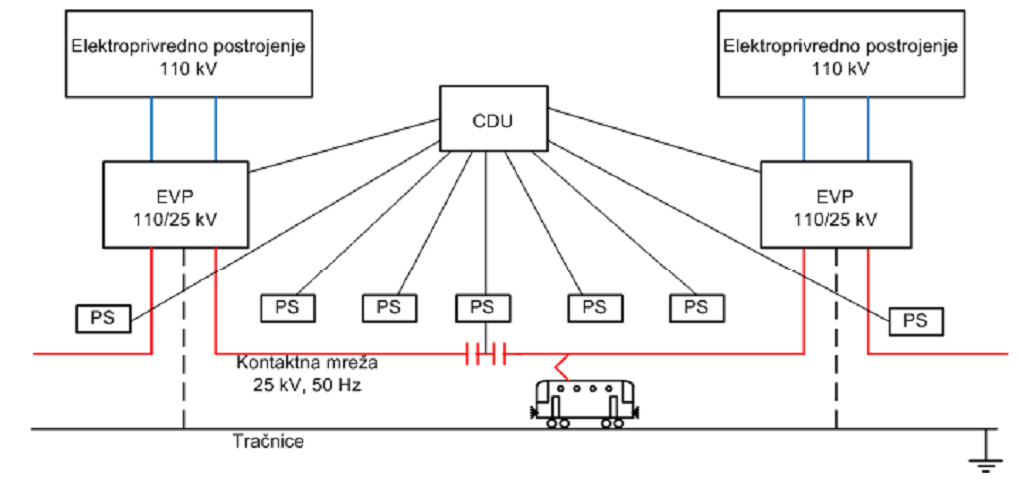 Elektroprivredno postrojenje
110 kV
Elektroprivredno postrojenje
110 kV
CDU
EVP
110/25 kV
EVP
110/25 kV
PS
PS
PS
PS
PS
PS
PS
Kontaktna mreža
25 kV, 50 Hz
Tračnice